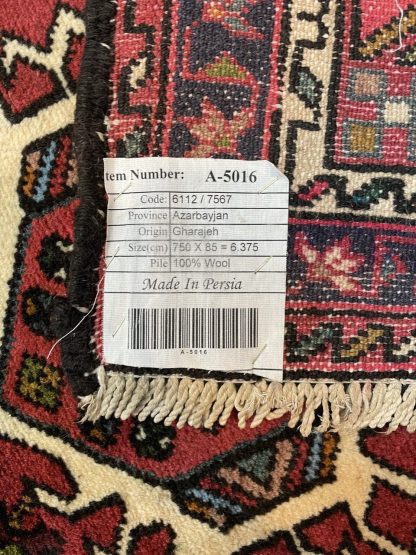 tem Number: A-5016
Code: 6112 / 7567
Province Azarbayjan
Origin Gharajeh
Size(cm) 750 X 85 = 6.375
Pile 100% Wool
Made In Persia
A-5016